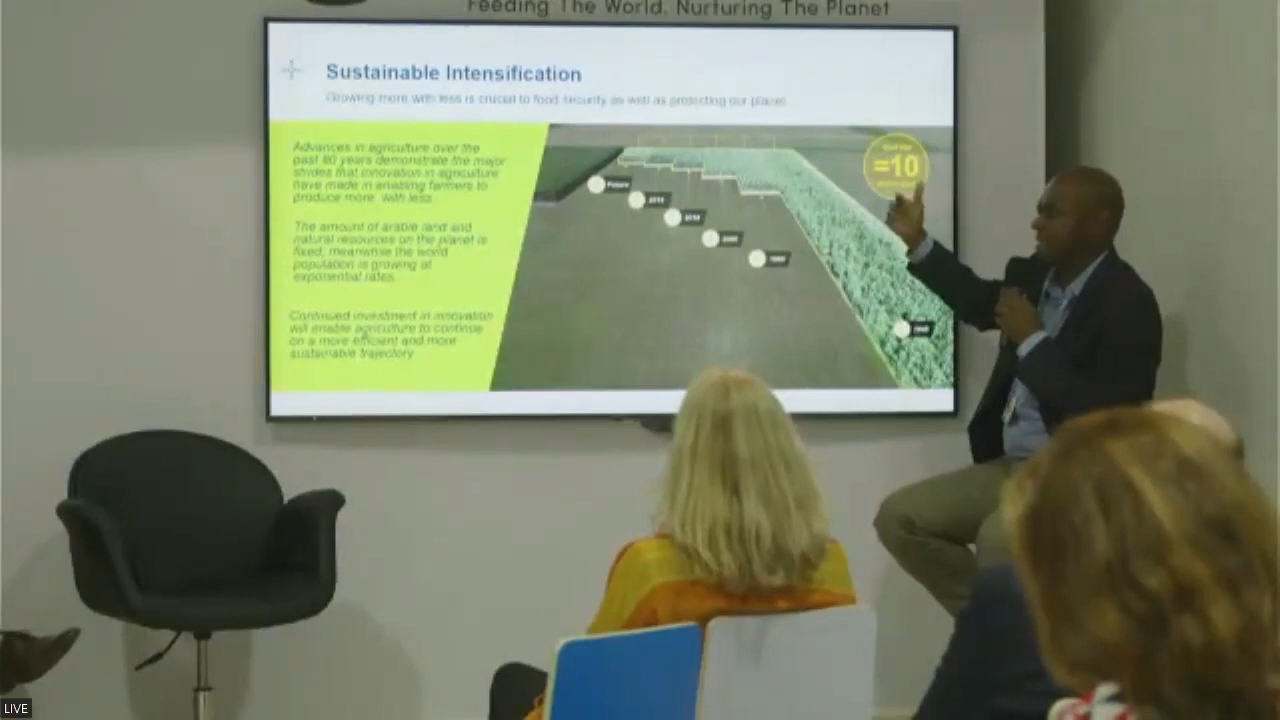 Feeding The World. Nurturing The Planet
Sustainable Intensification
Growing more with less is crucial to food security as well as protecting our planet
Advances in agriculture over the
past 80 years demonstrate the major
strides that innovation in agriculture
have made in enabling farmers to
produce more with less
The amount of arable land and
natural resources on the planet is
fixed, meanwhile the world
population is growing at
exponential rates.
Continued investment in innovation
will enable agriculture to continue
on a more efficient and more
sustainable trajectory
=10
Future
LIVE